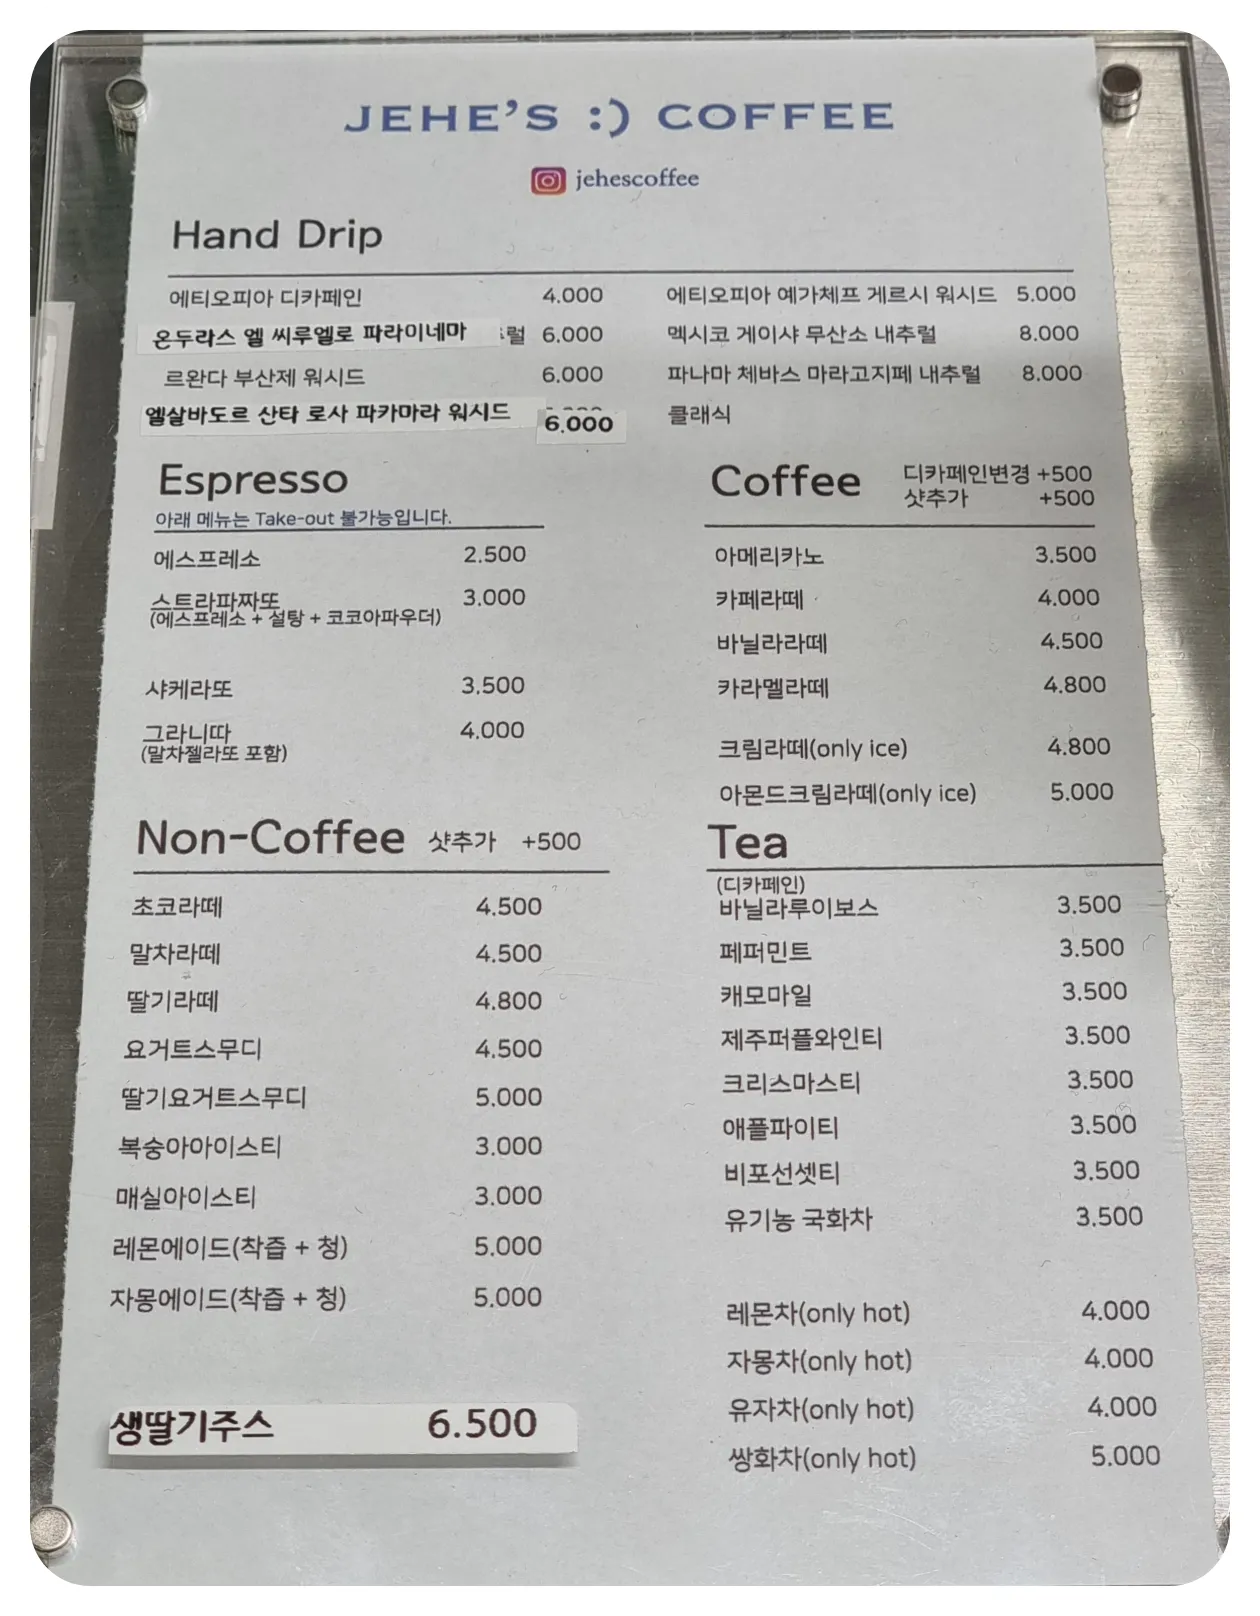 JEHE'S :) COFFEE
jehescoffee
Hand Drip
에티오피아 디카페인 4.000
온두라스 엘 씨루엘로 파라이네마 럴 6.000
르완다 부산제 워시드 6.000
엘살바도르 산타 로사 파카마라 워시드 6.000
에티오피아 예가체프 게르시 워시드 5.000
멕시코 게이샤 무산소 내추럴 8.000
파나마 체바스 마라고지페 내추럴 8.000
클래식
Espresso
아래 메뉴는 Take-out 불가능입니다.
에스프레소 2.500
스트라파짜또 3.000
(에스프레소 + 설탕 + 코코아파우더)
샤케라또 3.500
그라니따 4.000
(말차젤라또 포함)
Coffee 디카페인변경 +500
샷추가 +500
아메리카노 3.500
카페라떼 4.000
바닐라라떼 4.500
카라멜라떼 4.800
크림라떼(only ice) 4.800
아몬드크림라떼(only ice) 5.000
Non-Coffee 샷추가 +500
초코라떼 4.500
말차라떼 4.500
딸기라떼 4.800
요거트스무디 4.500
딸기요거트스무디 5.000
복숭아아이스티 3.000
매실아이스티 3.000
레몬에이드(착즙 + 청) 5.000
자몽에이드(착즙 + 청) 5.000
생딸기주스 6.500
Tea
(디카페인)
바닐라루이보스 3.500
페퍼민트 3.500
캐모마일 3.500
제주퍼플와인티 3.500
크리스마스티 3.500
애플파이티 3.500
비포선셋티 3.500
유기농 국화차 3.500
레몬차(only hot) 4.000
자몽차(only hot) 4.000
유자차(only hot) 4.000
쌍화차(only hot) 5.000